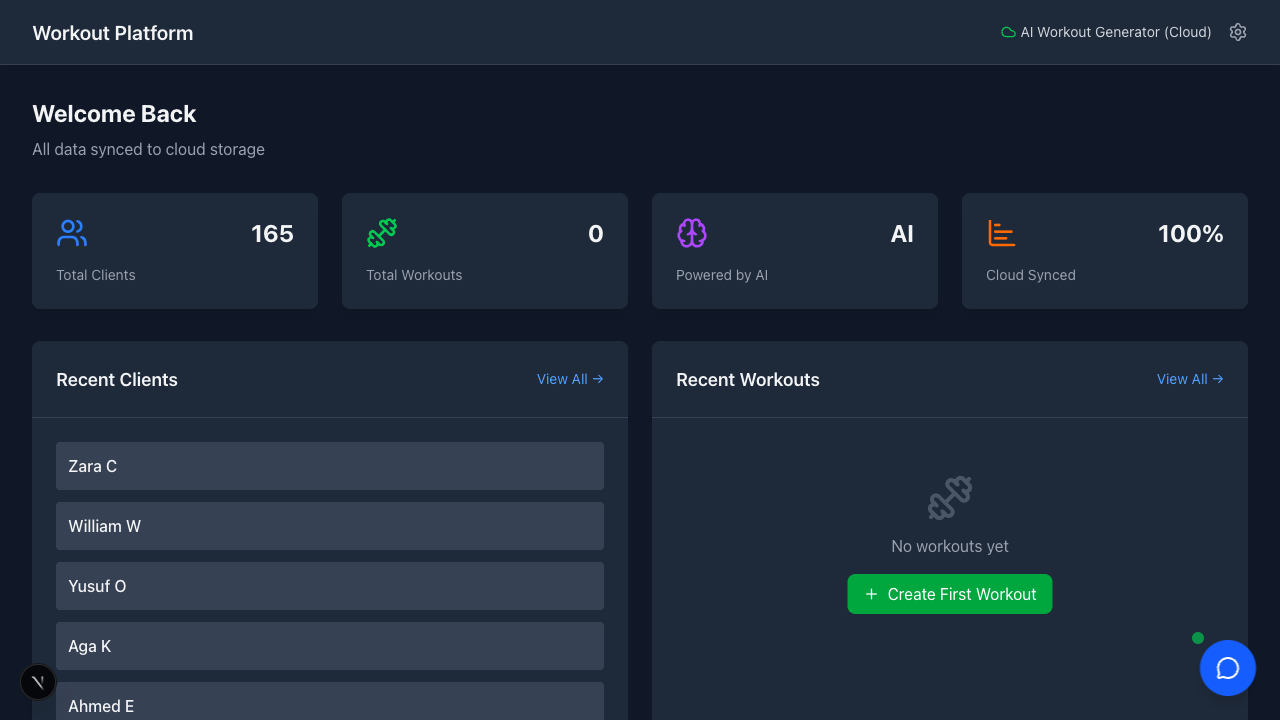 Workout Platform
AI Workout Generator (Cloud)
Welcome Back
All data synced to cloud storage
165
Total Clients
0
Total Workouts
AI
Powered by AI
100%
Cloud Synced
Recent Clients
View All →
Zara C
William W
Yusuf O
Aga K
Ahmed E
Recent Workouts
View All →
No workouts yet
+ Create First Workout